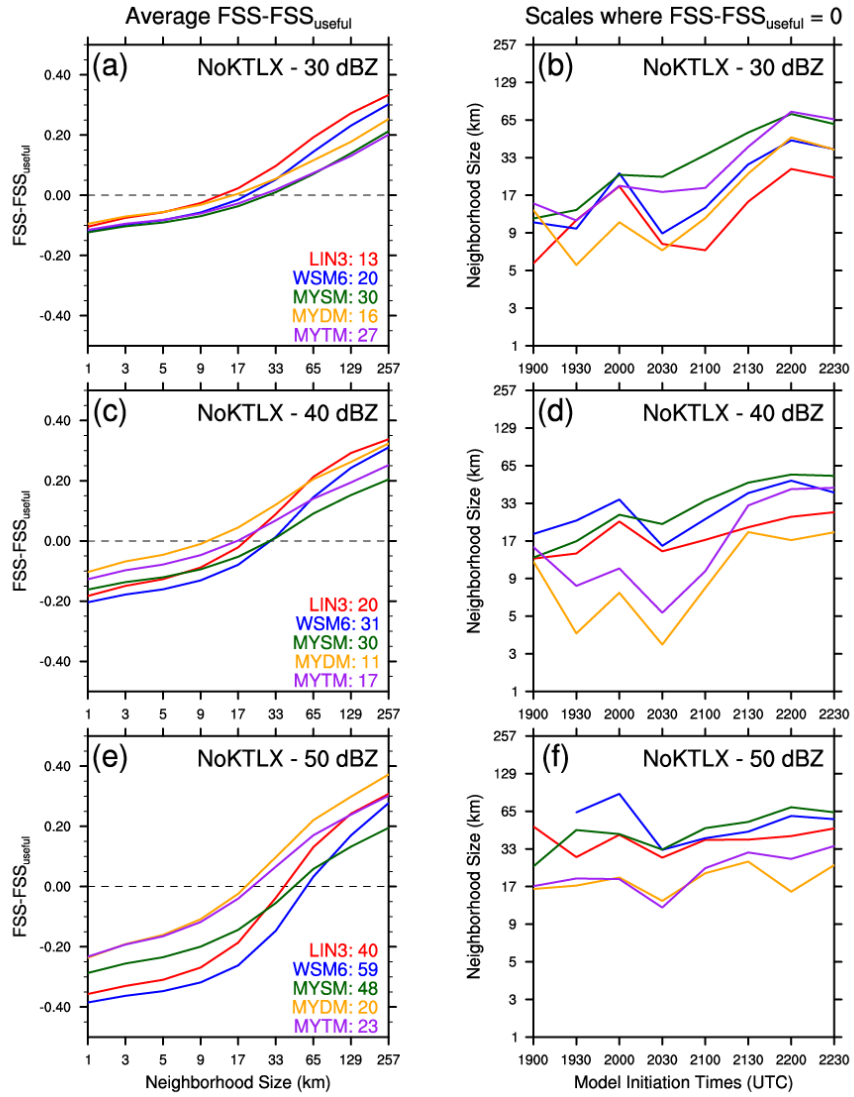 Average FSS-FSSuseful
Scales where FSS-FSSuseful = 0
(a) NoKTLX - 30 dBZ
FSS-FSSuseful
0.40
0.20
0.00
-0.20
-0.40
LIN3: 13
WSM6: 20
MYSM: 30
MYDM: 16
MYTM: 27
1 3 5 9 17 33 65 129 257
(b) NoKTLX - 30 dBZ
Neighborhood Size (km)
257
129
65
33
17
9
5
3
1
1900 1930 2000 2030 2100 2130 2200 2230
(c) NoKTLX - 40 dBZ
FSS-FSSuseful
0.40
0.20
0.00
-0.20
-0.40
LIN3: 20
WSM6: 31
MYSM: 30
MYDM: 11
MYTM: 17
1 3 5 9 17 33 65 129 257
(d) NoKTLX - 40 dBZ
Neighborhood Size (km)
257
129
65
33
17
9
5
3
1
1900 1930 2000 2030 2100 2130 2200 2230
(e) NoKTLX - 50 dBZ
FSS-FSSuseful
0.40
0.20
0.00
-0.20
-0.40
LIN3: 40
WSM6: 59
MYSM: 48
MYDM: 20
MYTM: 23
1 3 5 9 17 33 65 129 257
Neighborhood Size (km)
(f) NoKTLX - 50 dBZ
Neighborhood Size (km)
257
129
65
33
17
9
5
3
1
1900 1930 2000 2030 2100 2130 2200 2230
Model Initiation Times (UTC)